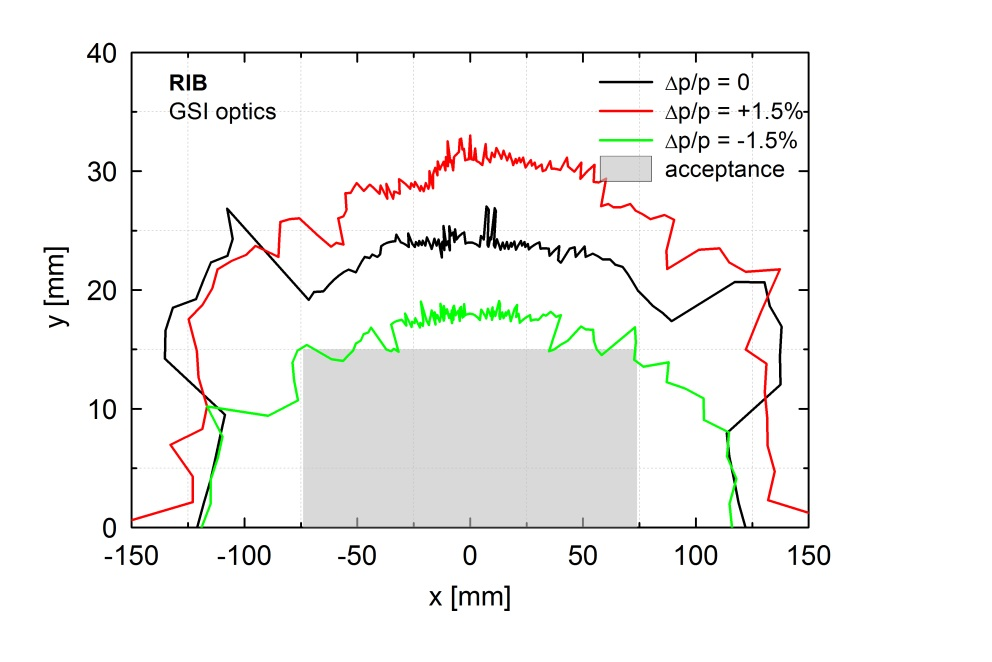 40
RIB
GSI optics
Δp/p = 0
Δp/p = +1.5%
Δp/p = -1.5%
acceptance
30
20
10
0
y [mm]
-150 -100 -50 0 50 100 150
x [mm]